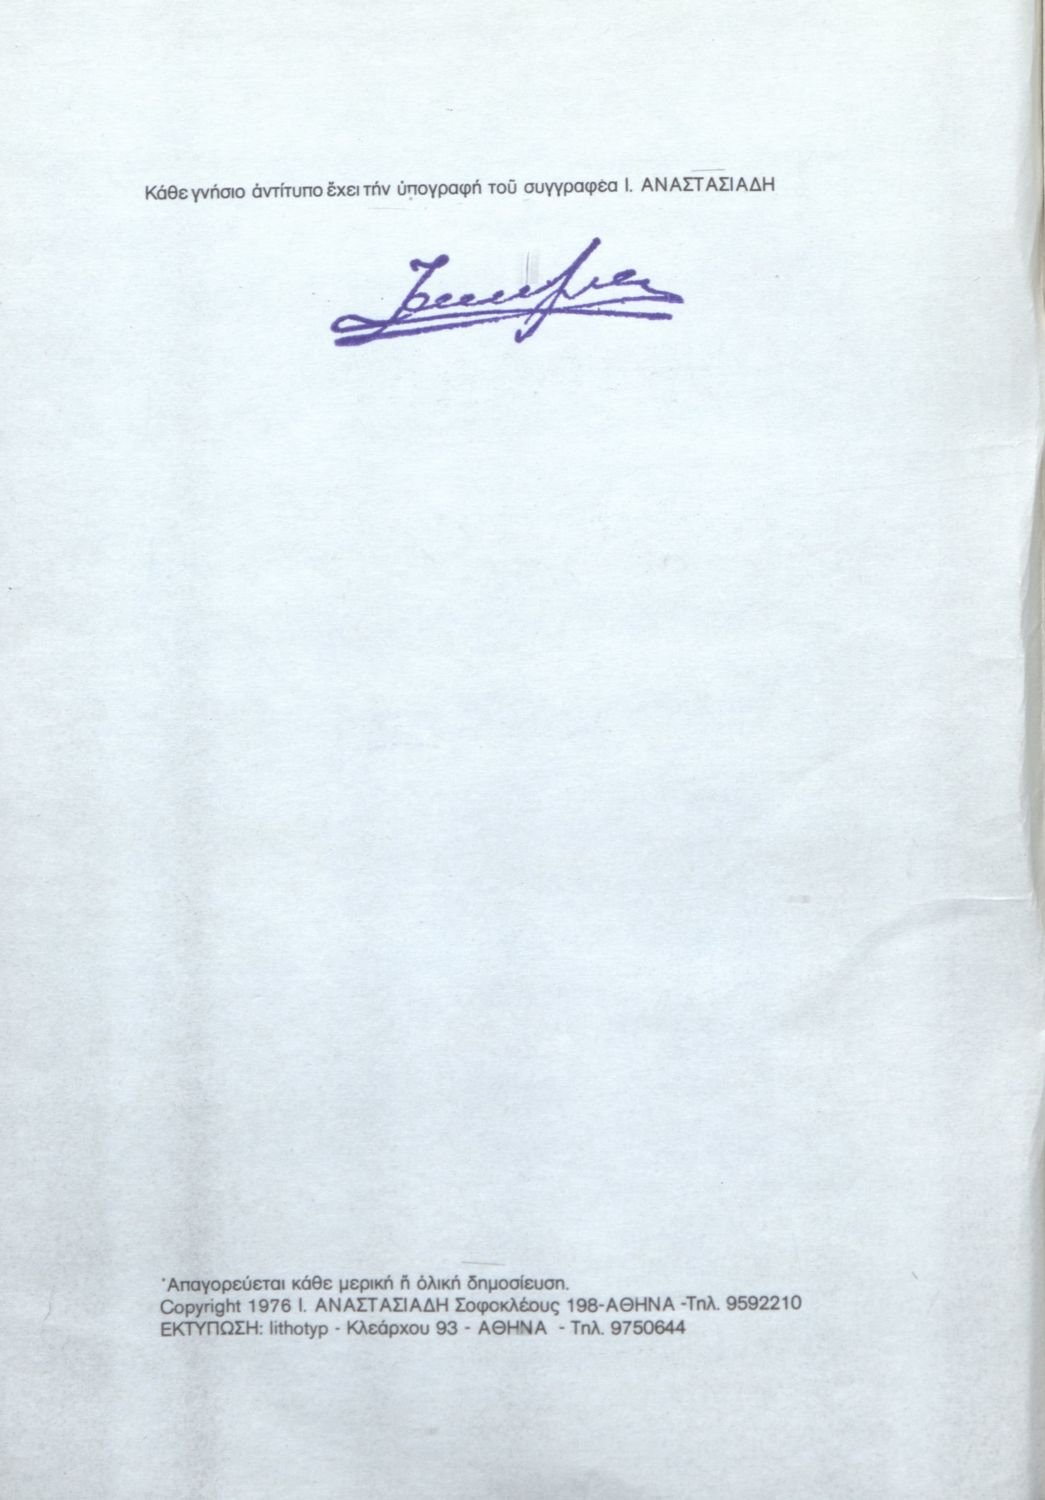 Κάθε γνήσιο ἀντίτυπο ἔχει τήν ὑπογραφή τοῦ συγγραφέα Ι. ΑΝΑΣΤΑΣΙΑΔΗ
Ἀπαγορεύεται κάθε μερική ἤ ὁλική δημοσίευση.
Copyright 1976 Ι. ΑΝΑΣΤΑΣΙΑΔΗ Σοφοκλέους 198-ΑΘΗΝΑ -Τηλ. 9592210
ΕΚΤΥΠΩΣΗ: lithotyp - Κλεάρχου 93 - ΑΘΗΝΑ - Τηλ. 9750644